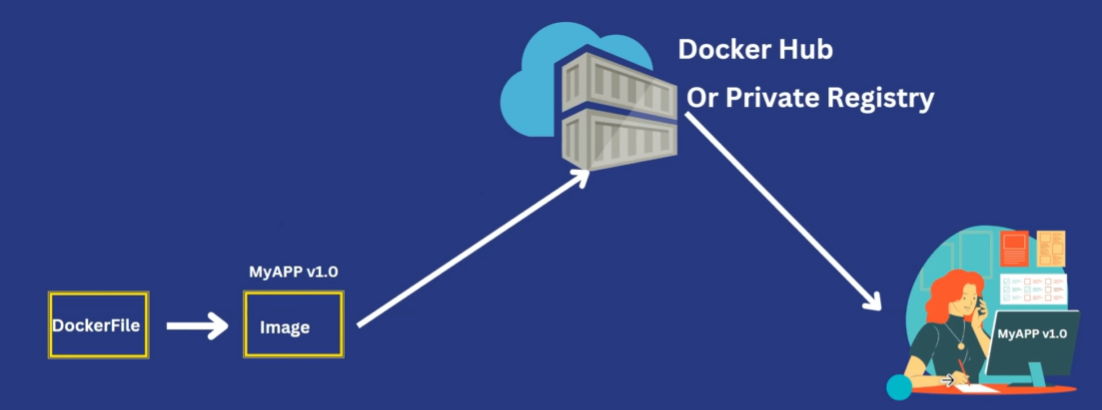 Docker Hub
Or Private Registry
MyAPP v1.0
DockerFile
Image
MyAPP v1.0